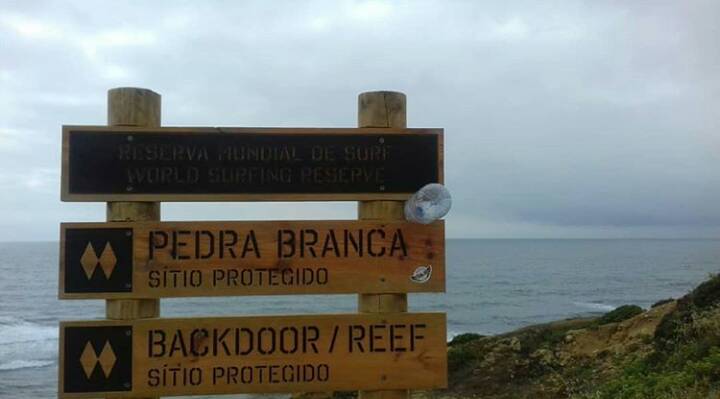 RESERVA MUNDIAL DE SURF
WORLD SURFING RESERVE
PEDRA BRANCA
SÍTIO PROTEGIDO
BACKDOOR / REEF
SÍTIO PROTEGIDO